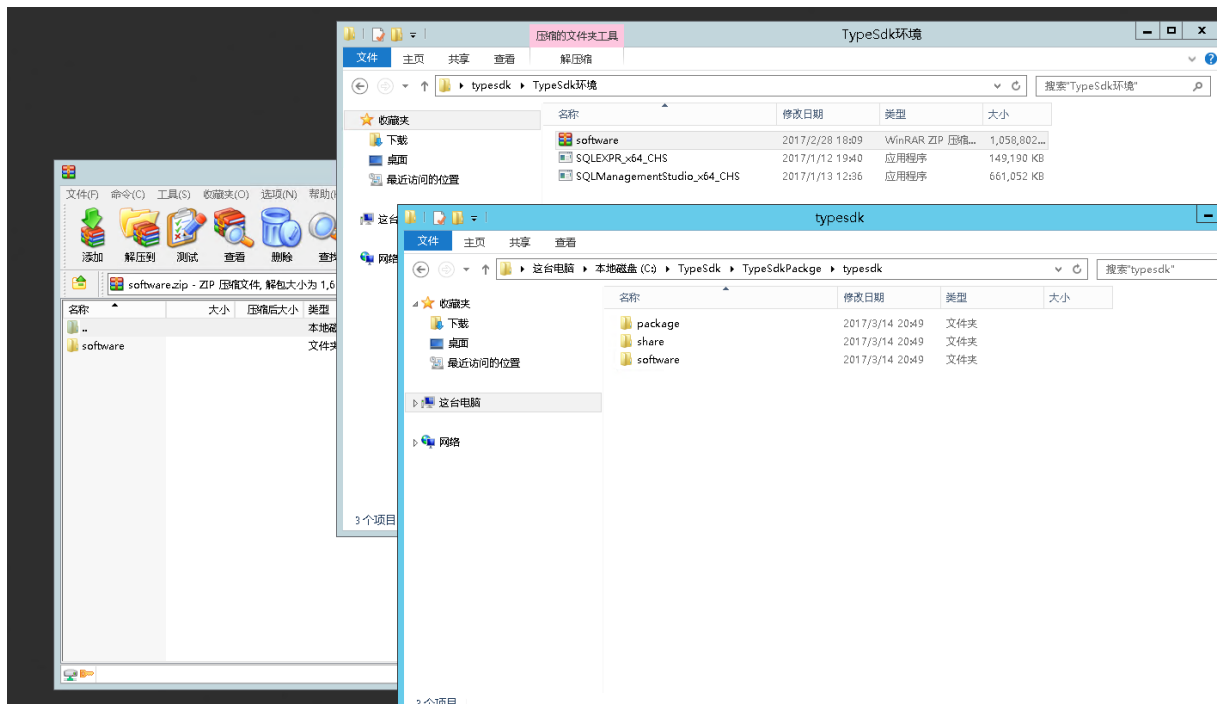 压缩的文件夹工具
TypeSdk环境
文件 主页 共享 查看 解压缩
typesdk TypeSdk环境 搜索"TypeSdk环境"
收藏夹
下载
桌面
最近访问的位置
这台
网络
名称 修改日期 类型 大小
software 2017/2/28 18:09 WinRAR ZIP 压缩... 1,058,802...
SQLEXPR_x64_CHS 2017/1/12 19:40 应用程序 149,190 KB
SQLManagementStudio_x64_CHS 2017/1/13 12:36 应用程序 661,052 KB
3 个项目
文件(F) 命令(C) 工具(S) 收藏夹(O) 选项(N) 帮助(
添加 解压到 测试 查看 删除 查找
software.zip - ZIP 压缩文件, 解包大小为 1,6
名称 大小 压缩后大小 类型
.. 本地磁
software 文件夹
typesdk
文件 主页 共享 查看
这台电脑 本地磁盘 (C:) TypeSdk TypeSdkPackge typesdk 搜索"typesdk"
收藏夹
下载
桌面
最近访问的位置
这台电脑
网络
名称 修改日期 类型 大小
package 2017/3/14 20:49 文件夹
share 2017/3/14 20:49 文件夹
software 2017/3/14 20:49 文件夹
3 个项目